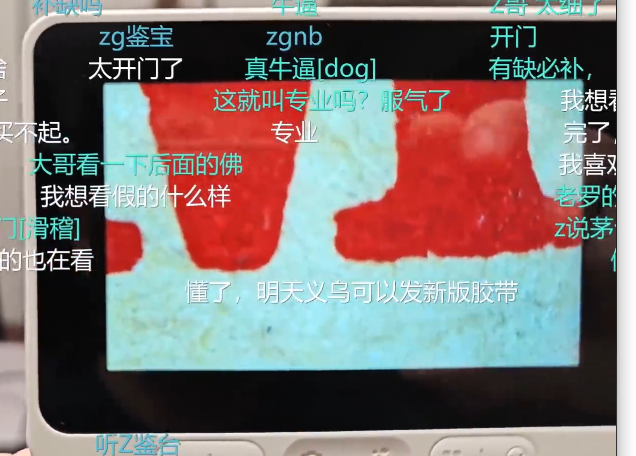 补缺吗
牛逼
Z哥 太细了
zg鉴宝
zgnb
开门
太开门了
真牛逼[dog]
有缺必补，
这就叫专业吗？服气了
我想看
买不起。
专业
完了，
大哥看一下后面的佛
我喜欢
我想看假的什么样
老罗的
门[滑稽]
z说茅
的也在看
懂了，明天义乌可以发新版胶带
听Z鉴台